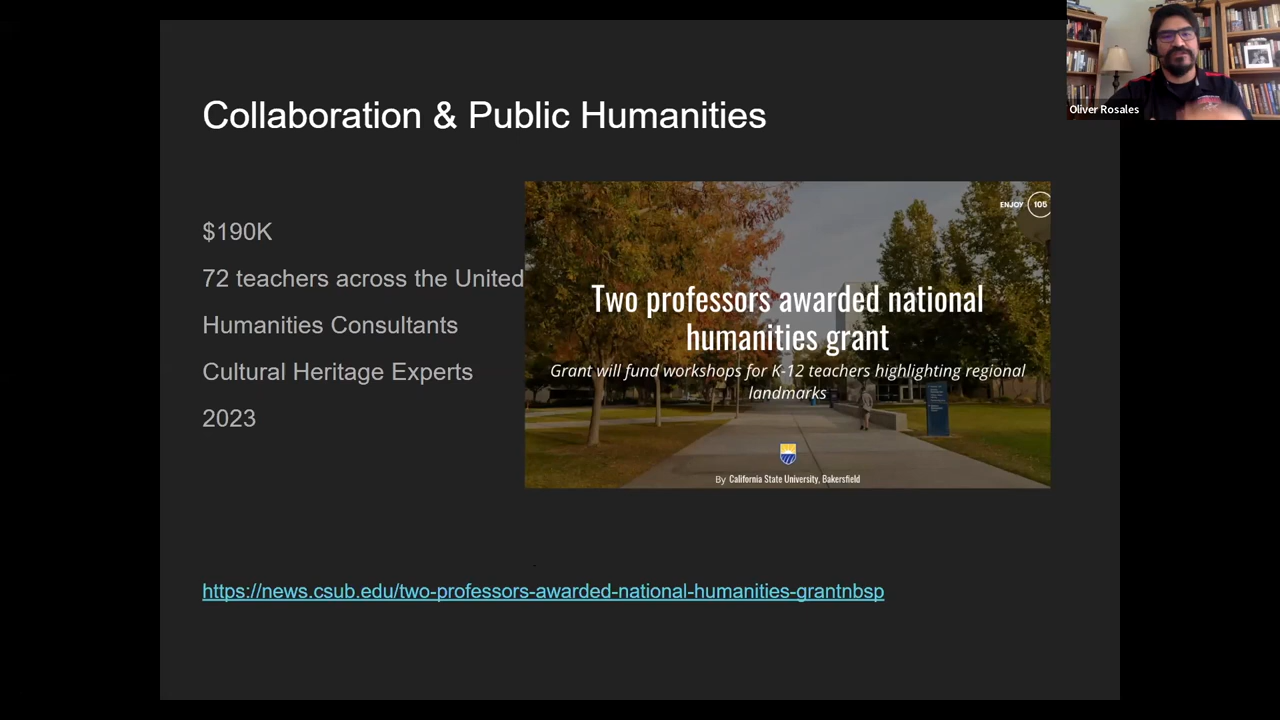 Oliver Rosales
Collaboration & Public Humanities
$190K
72 teachers across the United
Humanities Consultants
Cultural Heritage Experts
2023
ENJOY 105
Two professors awarded national
humanities grant
Grant will fund workshops for K-12 teachers highlighting regional
landmarks
By California State University, Bakersfield
https://news.csub.edu/two-professors-awarded-national-humanities-grantnbsp